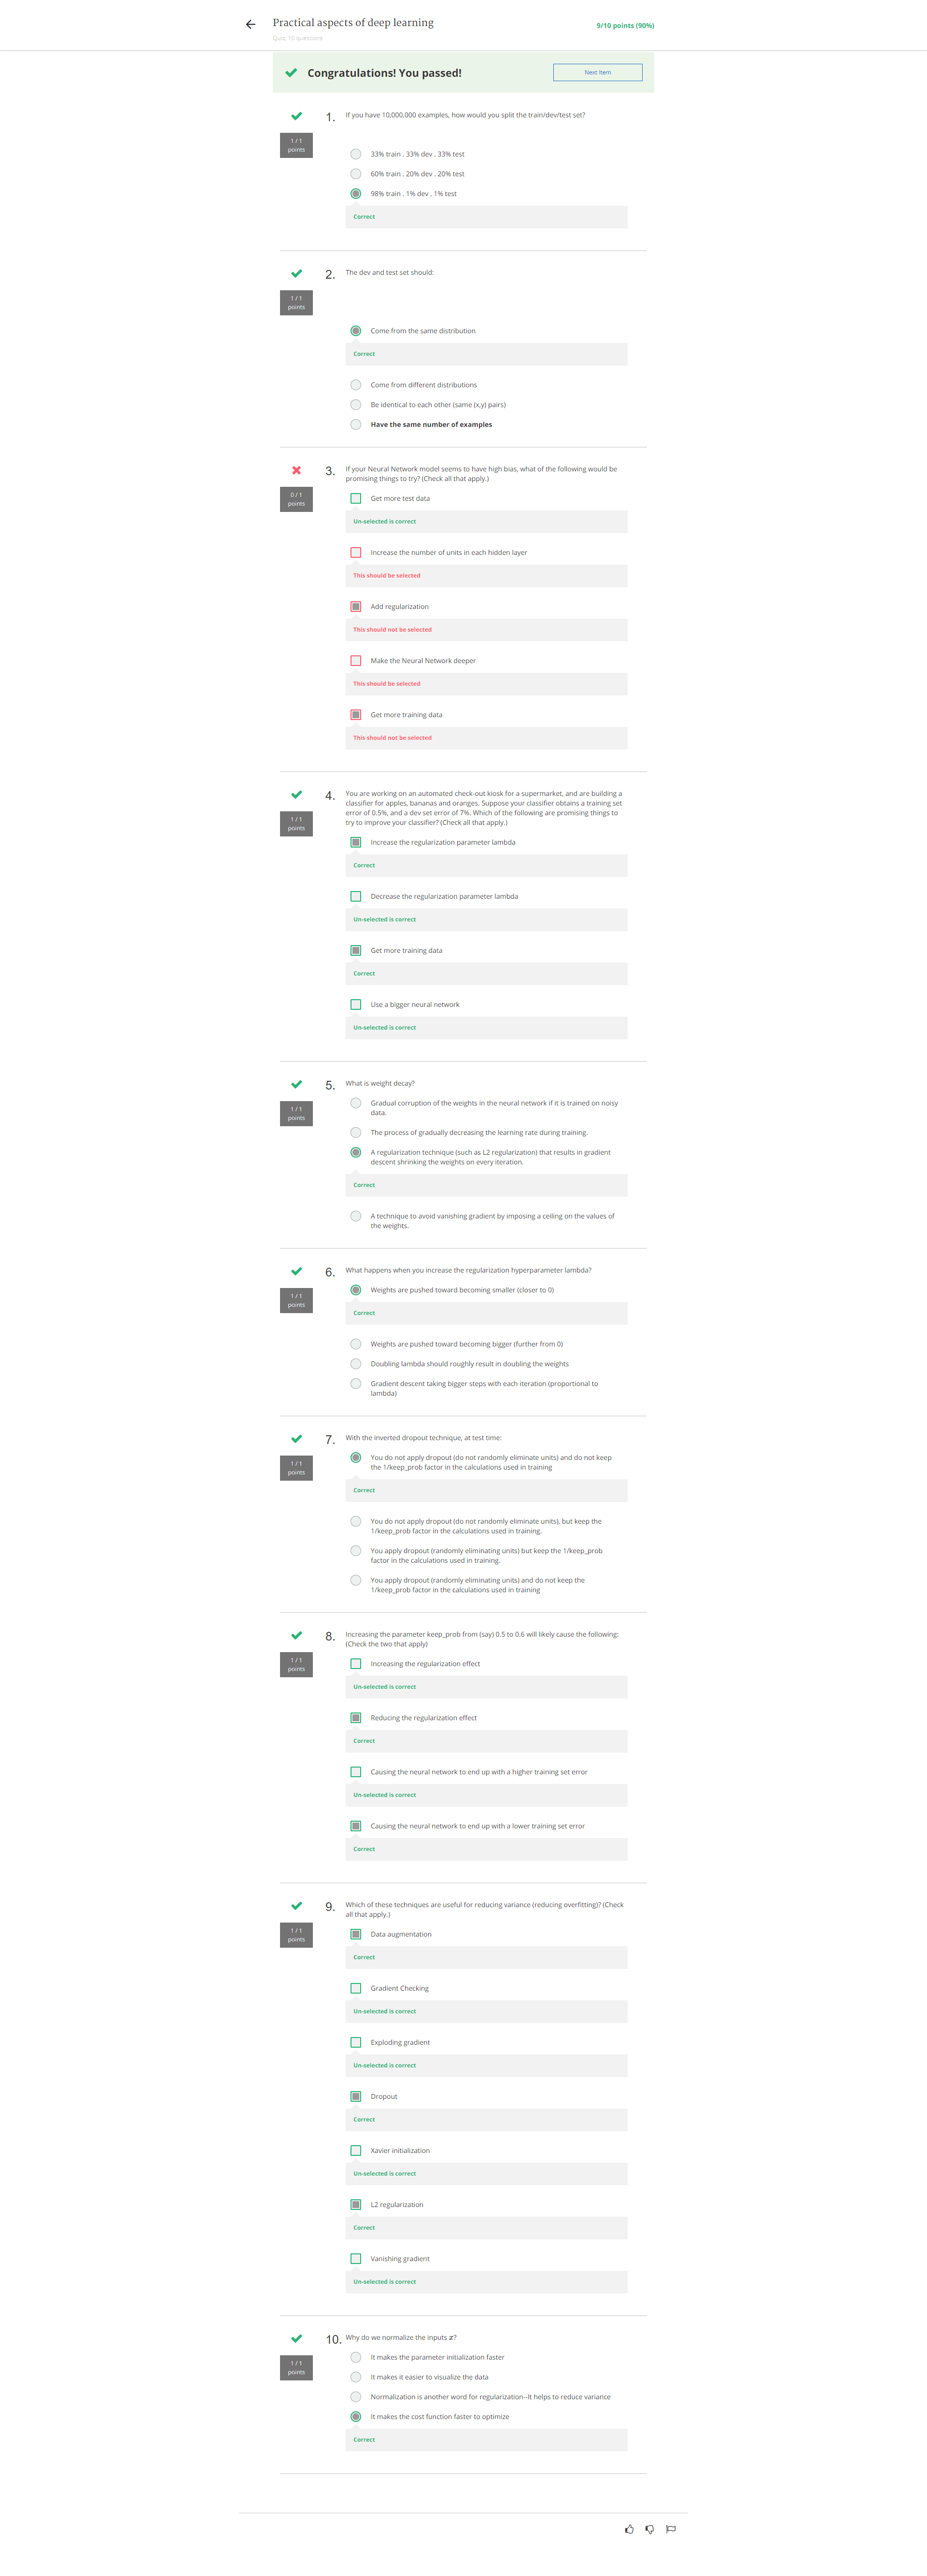 Practical aspects of deep learning
9/10 points (90%)
Quiz, 10 questions
Congratulations! You passed!
Next Item
1.
If you have 10,000,000 examples, how would you split the train/dev/test set?
1 / 1
points
33% train . 33% dev . 33% test
60% train . 20% dev . 20% test
98% train . 1% dev . 1% test
Correct
2.
The dev and test set should:
1 / 1
points
Come from the same distribution
Correct
Come from different distributions
Be identical to each other (same (x,y) pairs)
Have the same number of examples
3.
If your Neural Network model seems to have high bias, what of the following would be
promising things to try? (Check all that apply.)
0 / 1
points
Get more test data
Un-selected is correct
Increase the number of units in each hidden layer
This should be selected
Add regularization
This should not be selected
Make the Neural Network deeper
This should be selected
Get more training data
This should not be selected
4.
You are working on an automated check-out kiosk for a supermarket, and are building a
classifier for apples, bananas and oranges. Suppose your classifier obtains a training set
error of 0.5%, and a dev set error of 7%. Which of the following are promising things to
try to improve your classifier? (Check all that apply.)
1 / 1
points
Increase the regularization parameter lambda
Correct
Decrease the regularization parameter lambda
Un-selected is correct
Get more training data
Correct
Use a bigger neural network
Un-selected is correct
5.
What is weight decay?
1 / 1
points
Gradual corruption of the weights in the neural network if it is trained on noisy
data.
The process of gradually decreasing the learning rate during training.
A regularization technique (such as L2 regularization) that results in gradient
descent shrinking the weights on every iteration.
Correct
A technique to avoid vanishing gradient by imposing a ceiling on the values of
the weights.
6.
What happens when you increase the regularization hyperparameter lambda?
1 / 1
points
Weights are pushed toward becoming smaller (closer to 0)
Correct
Weights are pushed toward becoming bigger (further from 0)
Doubling lambda should roughly result in doubling the weights
Gradient descent taking bigger steps with each iteration (proportional to
lambda)
7.
With the inverted dropout technique, at test time:
1 / 1
points
You do not apply dropout (do not randomly eliminate units) and do not keep
the 1/keep_prob factor in the calculations used in training
Correct
You do not apply dropout (do not randomly eliminate units), but keep the
1/keep_prob factor in the calculations used in training.
You apply dropout (randomly eliminating units) but keep the 1/keep_prob
factor in the calculations used in training.
You apply dropout (randomly eliminating units) and do not keep the
1/keep_prob factor in the calculations used in training
8.
Increasing the parameter keep_prob from (say) 0.5 to 0.6 will likely cause the following:
(Check the two that apply)
1 / 1
points
Increasing the regularization effect
Un-selected is correct
Reducing the regularization effect
Correct
Causing the neural network to end up with a higher training set error
Un-selected is correct
Causing the neural network to end up with a lower training set error
Correct
9.
Which of these techniques are useful for reducing variance (reducing overfitting)? (Check
all that apply.)
1 / 1
points
Data augmentation
Correct
Gradient Checking
Un-selected is correct
Exploding gradient
Un-selected is correct
Dropout
Correct
Xavier initialization
Un-selected is correct
L2 regularization
Correct
Vanishing gradient
Un-selected is correct
10.
Why do we normalize the inputs x?
1 / 1
points
It makes the parameter initialization faster
It makes it easier to visualize the data
Normalization is another word for regularization--It helps to reduce variance
It makes the cost function faster to optimize
Correct